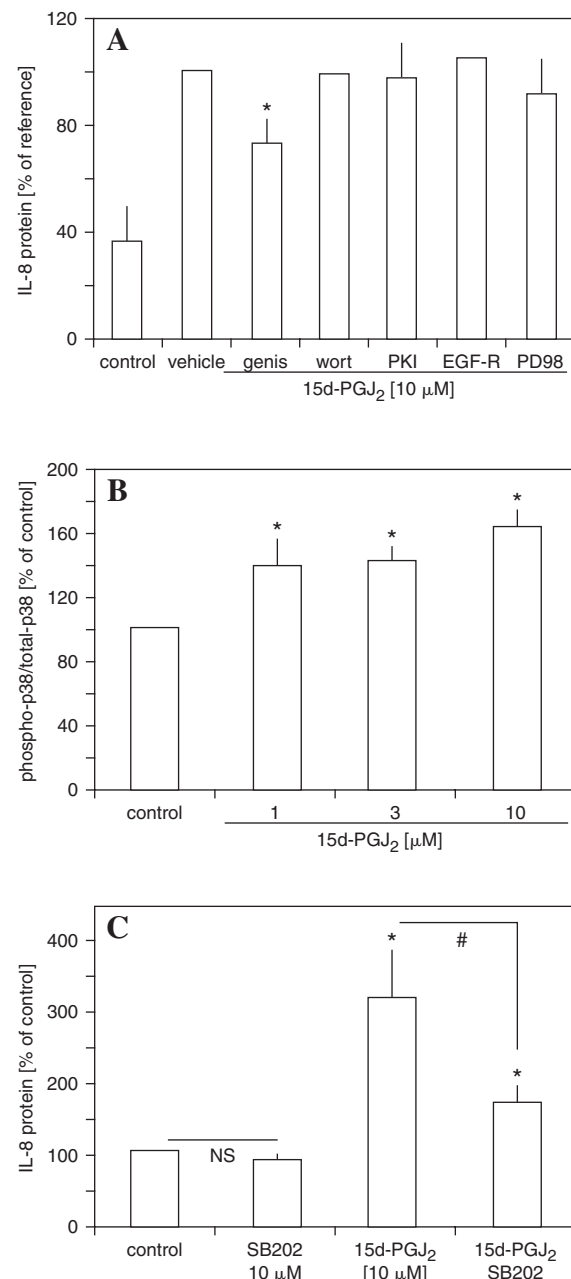 A
IL-8 protein [% of reference]
120
80
40
0
*
control vehicle genis wort PKI EGF-R PD98
15d-PGJ2 [10 µM]
B
phospho-p38/total-p38 [% of control]
200
160
120
80
40
0
* * *
control 1 3 10
15d-PGJ2 [µM]
C
IL-8 protein [% of control]
400
300
200
100
0
NS
*
#
*
control SB202 15d-PGJ2 15d-PGJ2
10 µM [10 µM] SB202